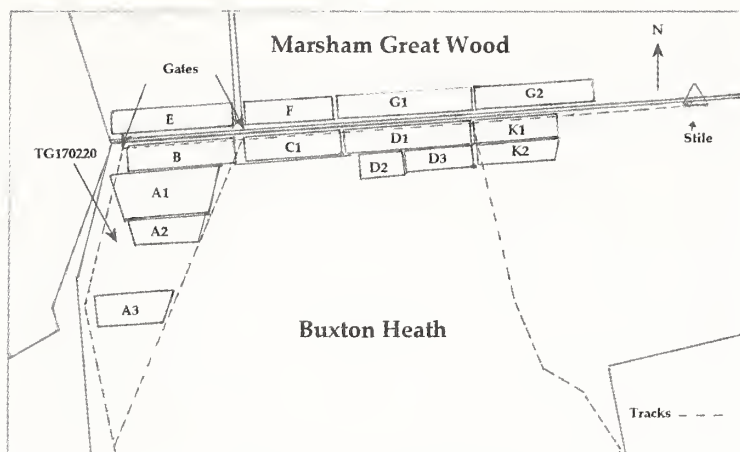 Marsham Great Wood
N
Gates
G2
G1
F
E
K1
D1
C1
Stile
TG170220
B
K2
D3
D2
A1
A2
A3
Buxton Heath
Tracks